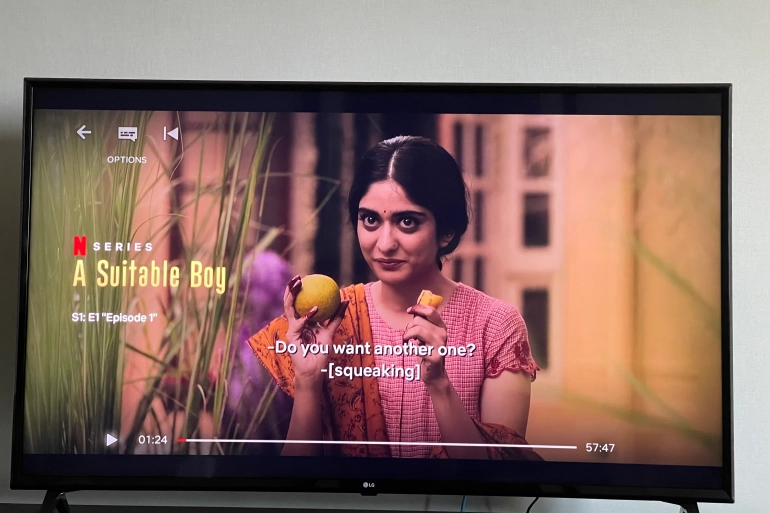 OPTIONS
N SERIES
A Suitable Boy
S1: E1 "Episode 1"
-Do you want another one?
-[squeaking]
01:24
57:47
LG